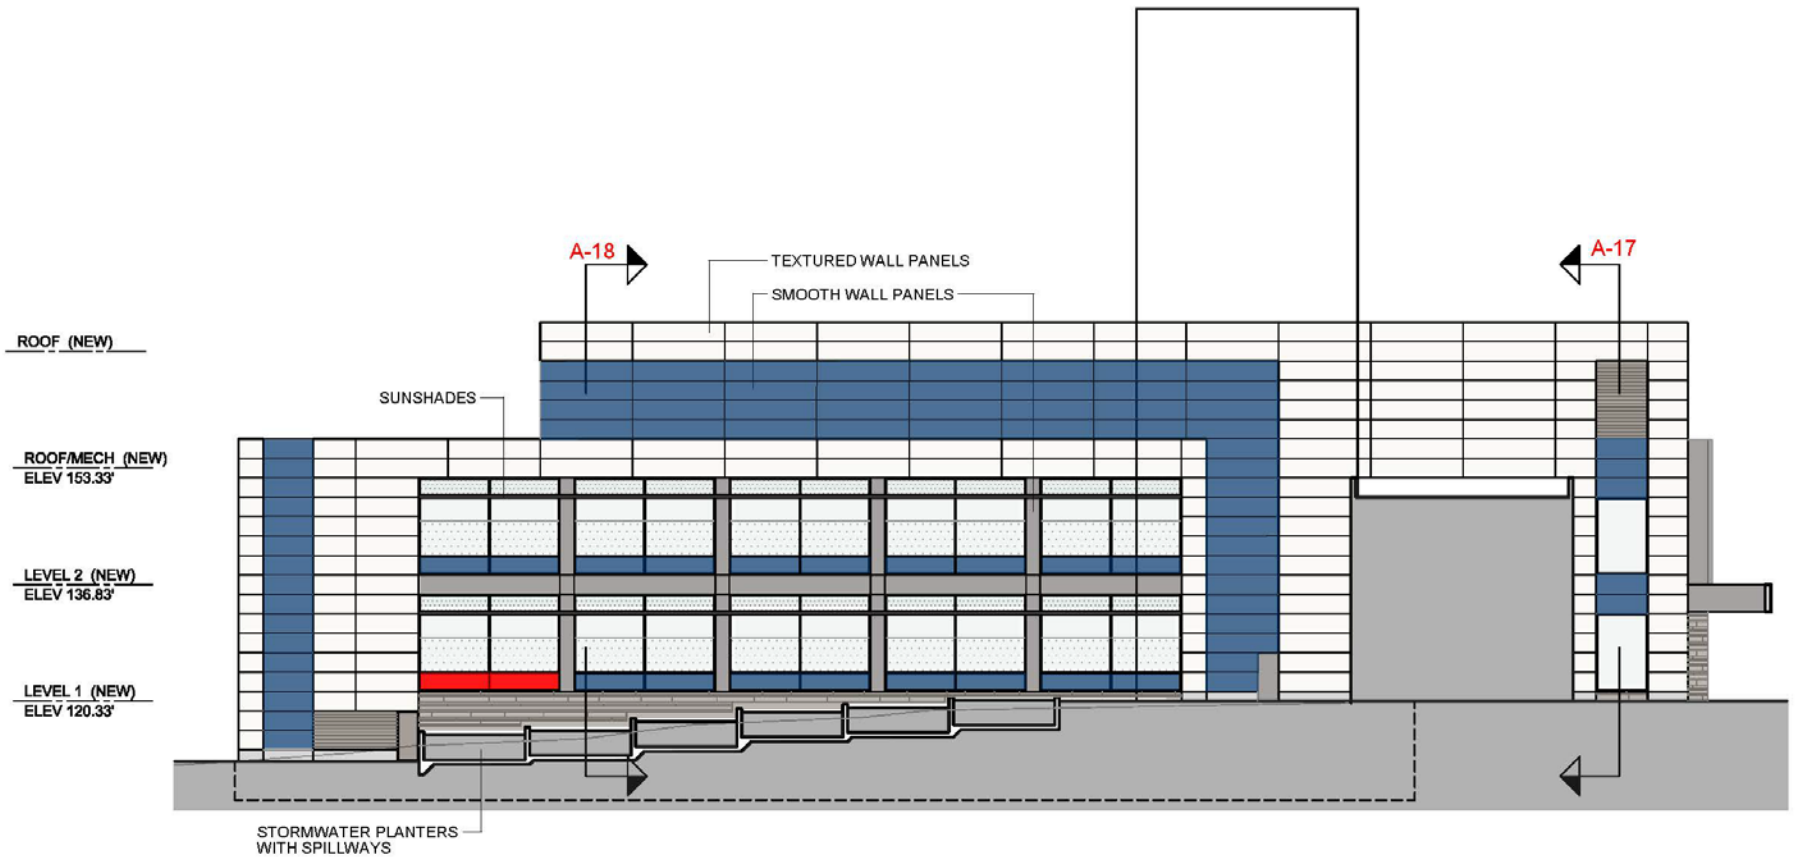 A-18
A-17
TEXTURED WALL PANELS
SMOOTH WALL PANELS
ROOF (NEW)
SUNSHADES
ROOF/MECH (NEW)
ELEV 153.33'
LEVEL 2 (NEW)
ELEV 136.83'
LEVEL 1 (NEW)
ELEV 120.33'
STORMWATER PLANTERS
WITH SPILLWAYS